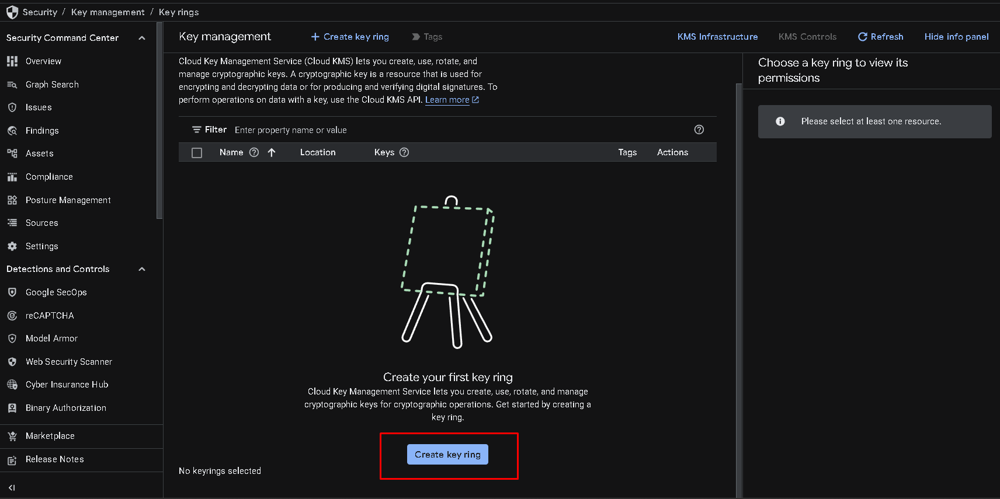 Security / Key management / Key rings
Security Command Center
Overview
Graph Search
Issues
Findings
Assets
Compliance
Posture Management
Sources
Settings
Detections and Controls
Google SecOps
reCAPTCHA
Model Armor
Web Security Scanner
Cyber Insurance Hub
Binary Authorization
Marketplace
Release Notes
Key management
Create key ring
Tags
KMS Infrastructure
KMS Controls
Refresh
Hide info panel
Cloud Key Management Service (Cloud KMS) lets you create, use, rotate, and
manage cryptographic keys. A cryptographic key is a resource that is used for
encrypting and decrypting data or for producing and verifying digital signatures. To
perform operations on data with a key, use the Cloud KMS API. Learn more
Filter Enter property name or value
Name Location Keys Tags Actions
Create your first key ring
Cloud Key Management Service lets you create, use, rotate, and manage
cryptographic keys for cryptographic operations. Get started by creating a
key ring.
Create key ring
No keyrings selected
Choose a key ring to view its
permissions
Please select at least one resource.